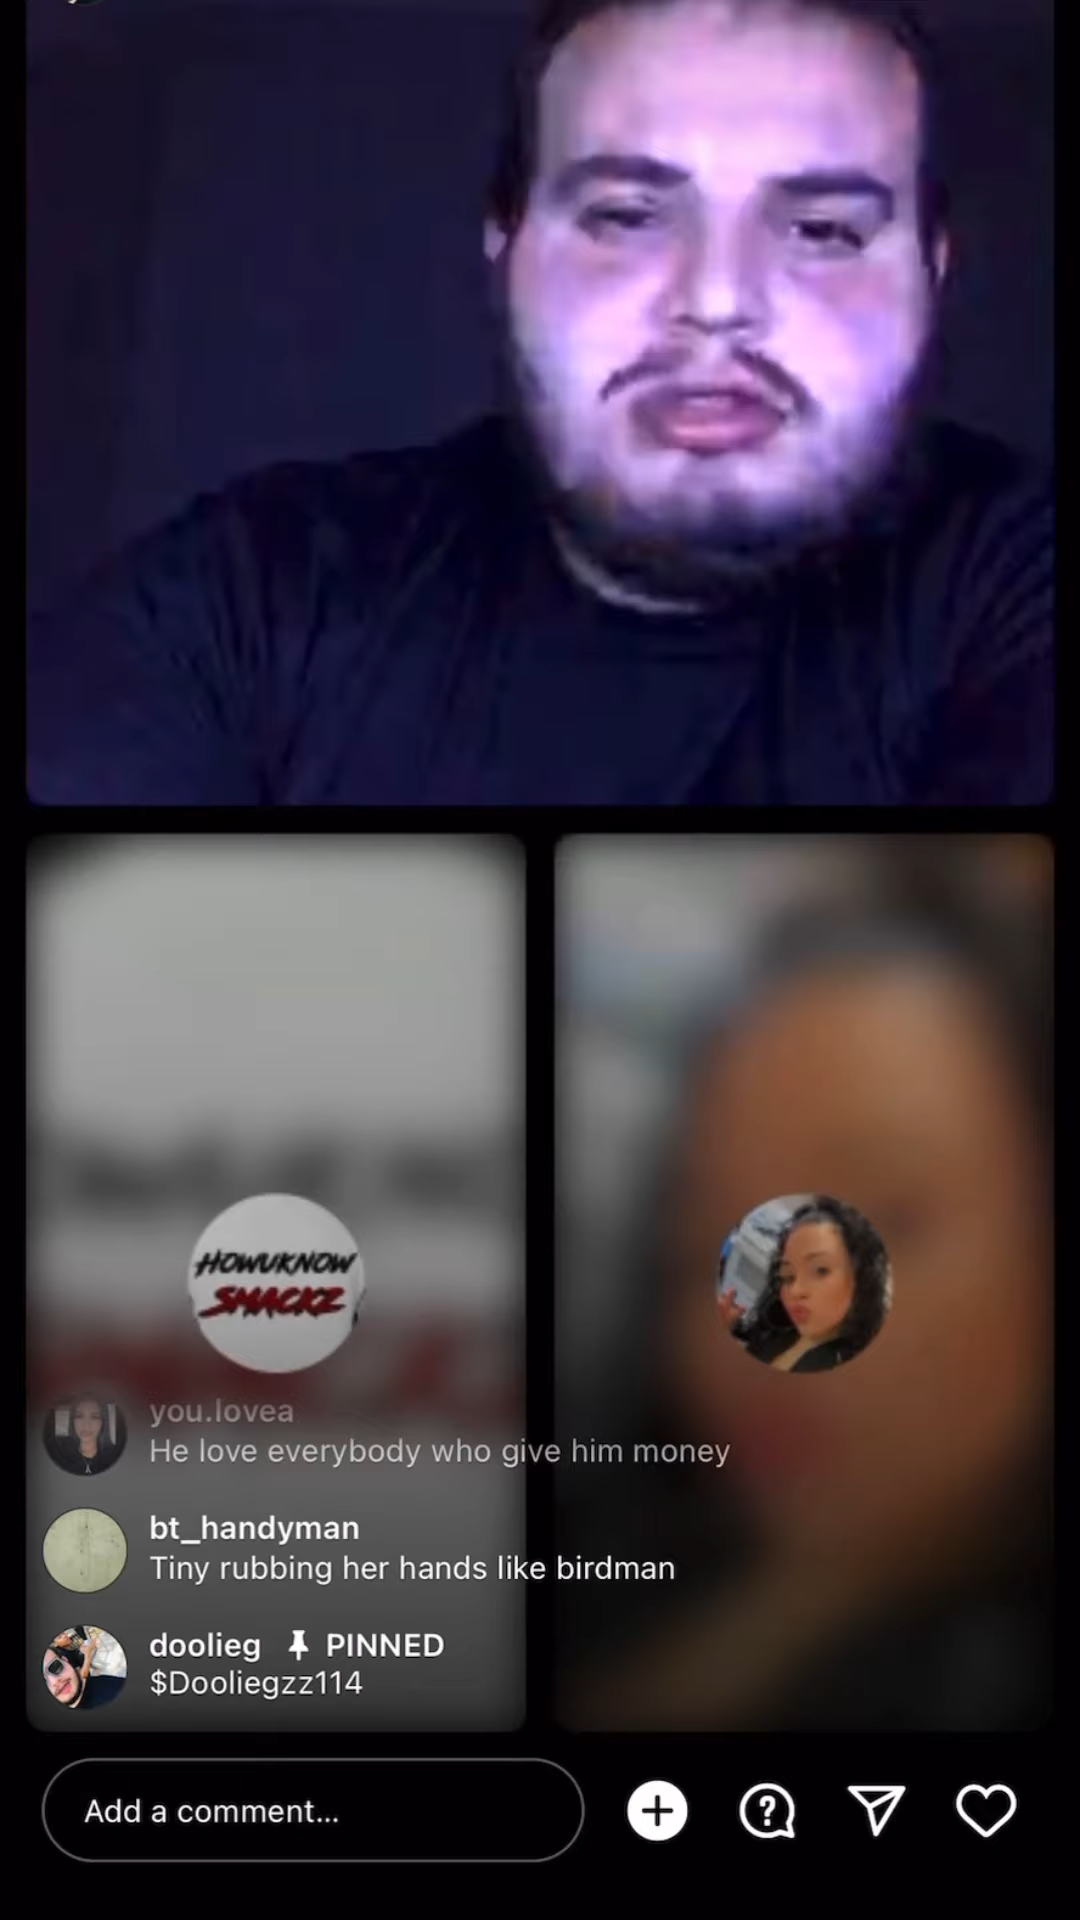 HOWUKNOW
SMACKZ
you.lovea
He love everybody who give him money
bt_handyman
Tiny rubbing her hands like birdman
doolieg PINNED
$Dooliegzz114
Add a comment...